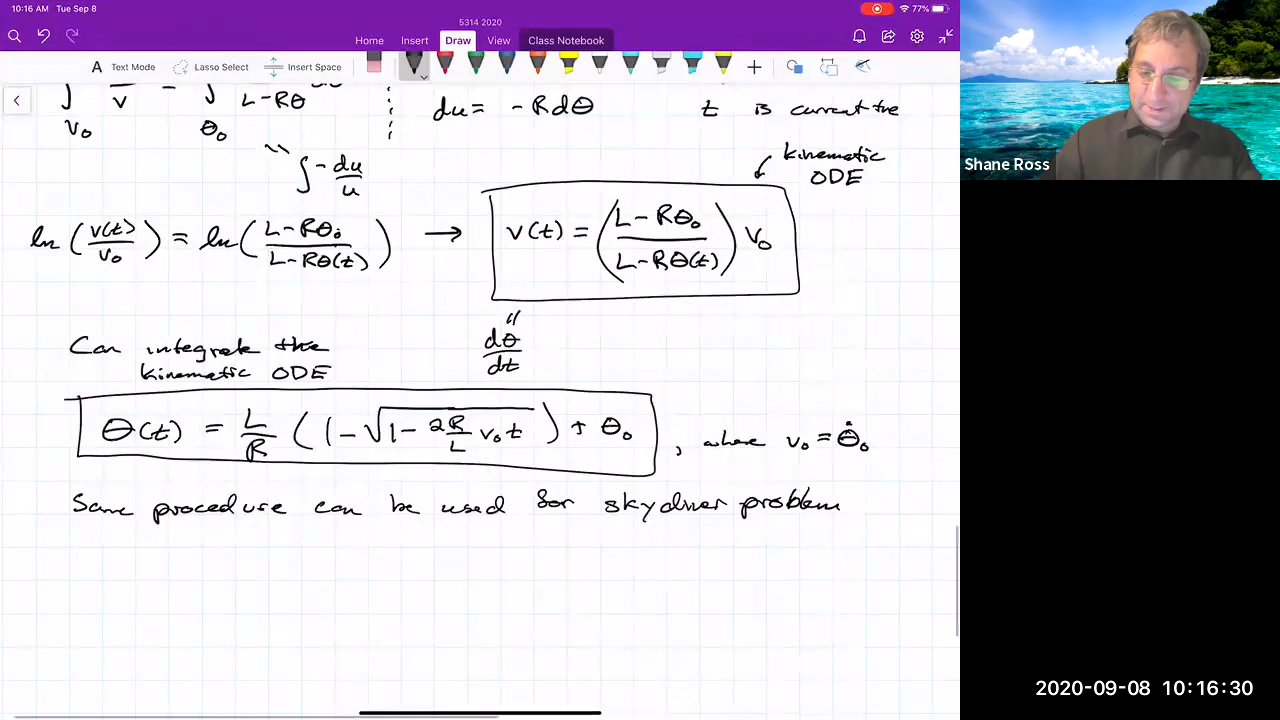 10:16 AM Tue Sep 8
77%
5314 2020
Home Insert Draw View Class Notebook
A Text Mode Lasso Select Insert Space
∫ v₀ v − ∫ θ₀ L-Rθ
du = -R dθ
t is current time
"∫ -du/u
kinematic ODE
ln (v(t)/v₀) = ln( (L-Rθ₀)/(L-Rθ(t)) ) → v(t) = ( (L-Rθ₀)/(L-Rθ(t)) ) v₀
"
dθ/dt
Can integrate the
kinematic ODE
θ(t) = L/R ( 1 - √(1 - 2R/L v₀ t) ) + θ₀ , where v₀ = θ̇₀
Same procedure can be used for skydiver problem
Shane Ross
2020-09-08 10:16:30